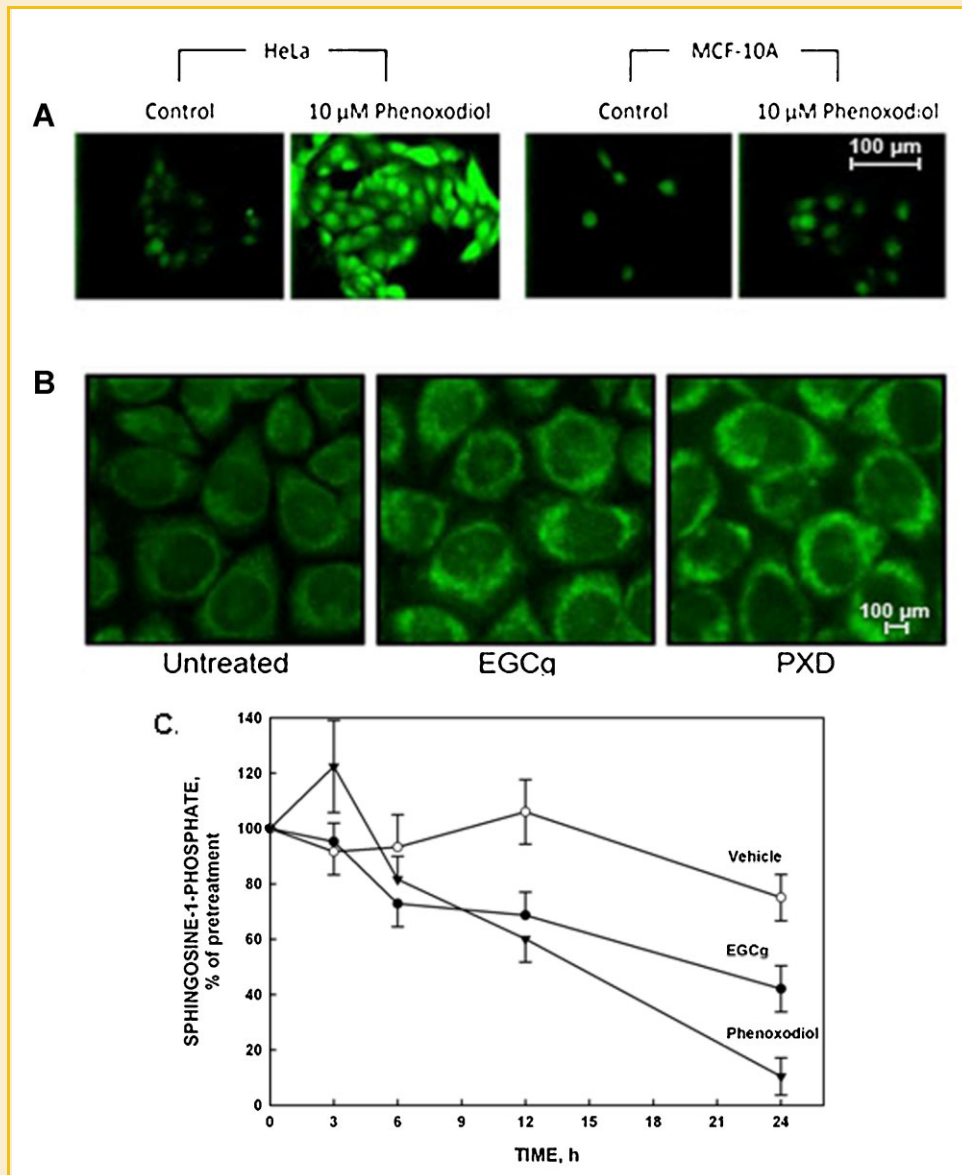 HeLa MCF-10A
A Control 10 µM Phenoxodiol Control 10 µM Phenoxodiol
100 µm
B
100 µm
Untreated EGCg PXD
C.
SPHINGOSINE-1-PHOSPHATE,
% of pretreatment
140
120
100
80
60
40
20
0
Vehicle
EGCg
Phenoxodiol
0 3 6 9 12 15 18 21 24
TIME, h